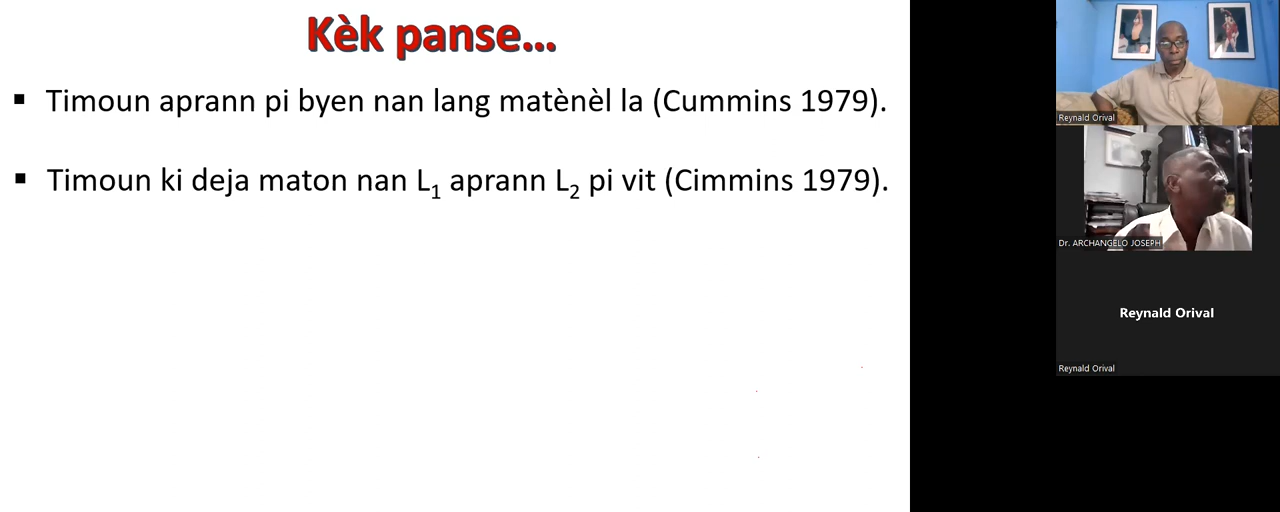 Kèk panse...
▪ Timoun aprann pi byen nan lang matènèl la (Cummins 1979).
▪ Timoun ki deja maton nan L₁ aprann L₂ pi vit (Cimmins 1979).
Reynald Orival
Dr. ARCHANGELO JOSEPH
Reynald Orival
Reynald Orival